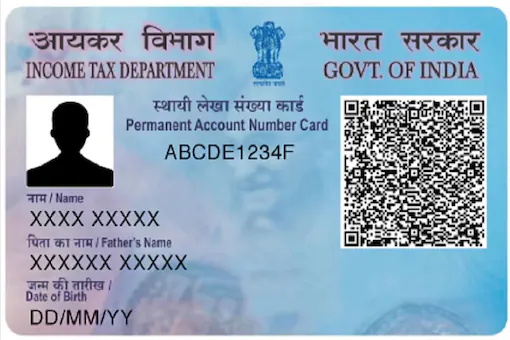 आयकर विभाग
INCOME TAX DEPARTMENT
भारत सरकार
GOVT. OF INDIA
स्थायी लेखा संख्या कार्ड
Permanent Account Number Card
ABCDE1234F
नाम / Name
XXXX XXXXX
पिता का नाम / Father's Name
XXXXXX XXXXX
जन्म की तारीख /
Date of Birth
DD/MM/YY